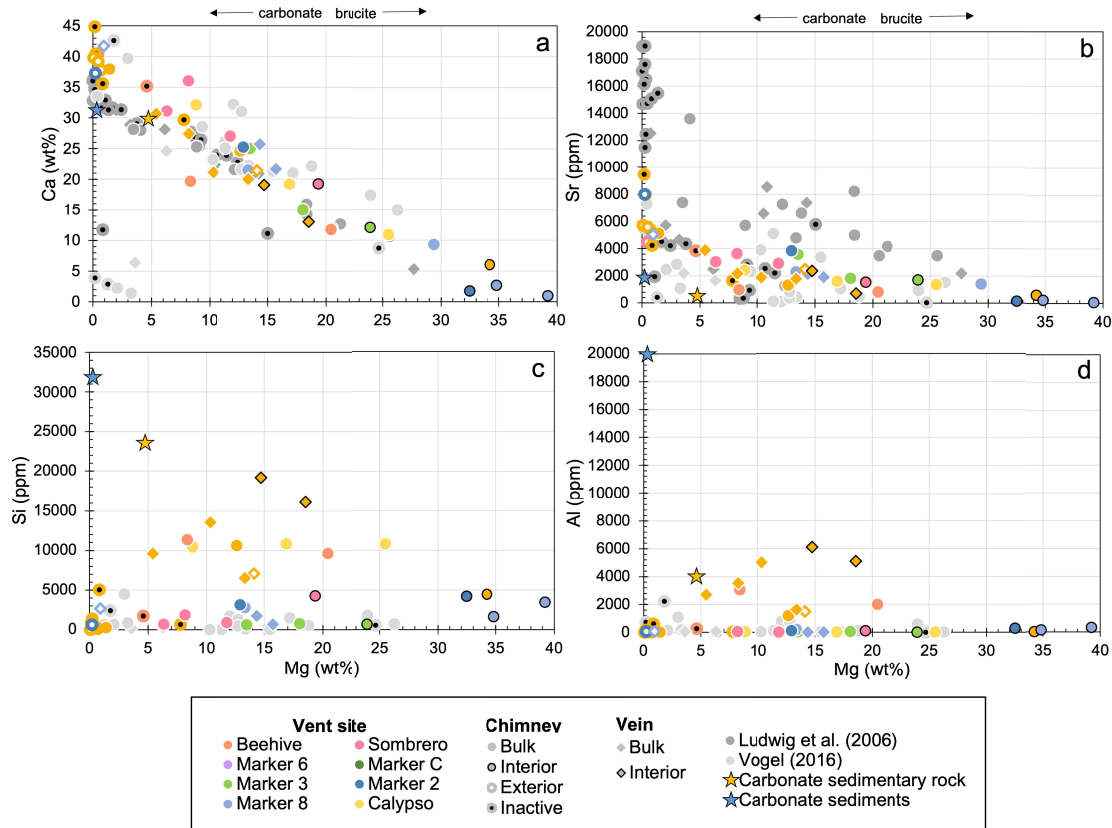 carbonate brucite
carbonate brucite
a
45
40
35
30
25
20
15
10
5
0
Ca (wt%)
0 5 10 15 20 25 30 35 40
b
20000
18000
16000
14000
12000
10000
8000
6000
4000
2000
0
Sr (ppm)
0 5 10 15 20 25 30 35 40
c
35000
30000
25000
20000
15000
10000
5000
0
Si (ppm)
0 5 10 15 20 25 30 35 40
Mg (wt%)
d
20000
18000
16000
14000
12000
10000
8000
6000
4000
2000
0
Al (ppm)
0 5 10 15 20 25 30 35 40
Mg (wt%)
Vent site
Beehive Sombrero
Marker 6 Marker C
Marker 3 Marker 2
Marker 8 Calypso
Chimney
Bulk
Interior
Exterior
Inactive
Vein
Bulk
Interior
Ludwig et al. (2006)
Vogel (2016)
Carbonate sedimentary rock
Carbonate sediments